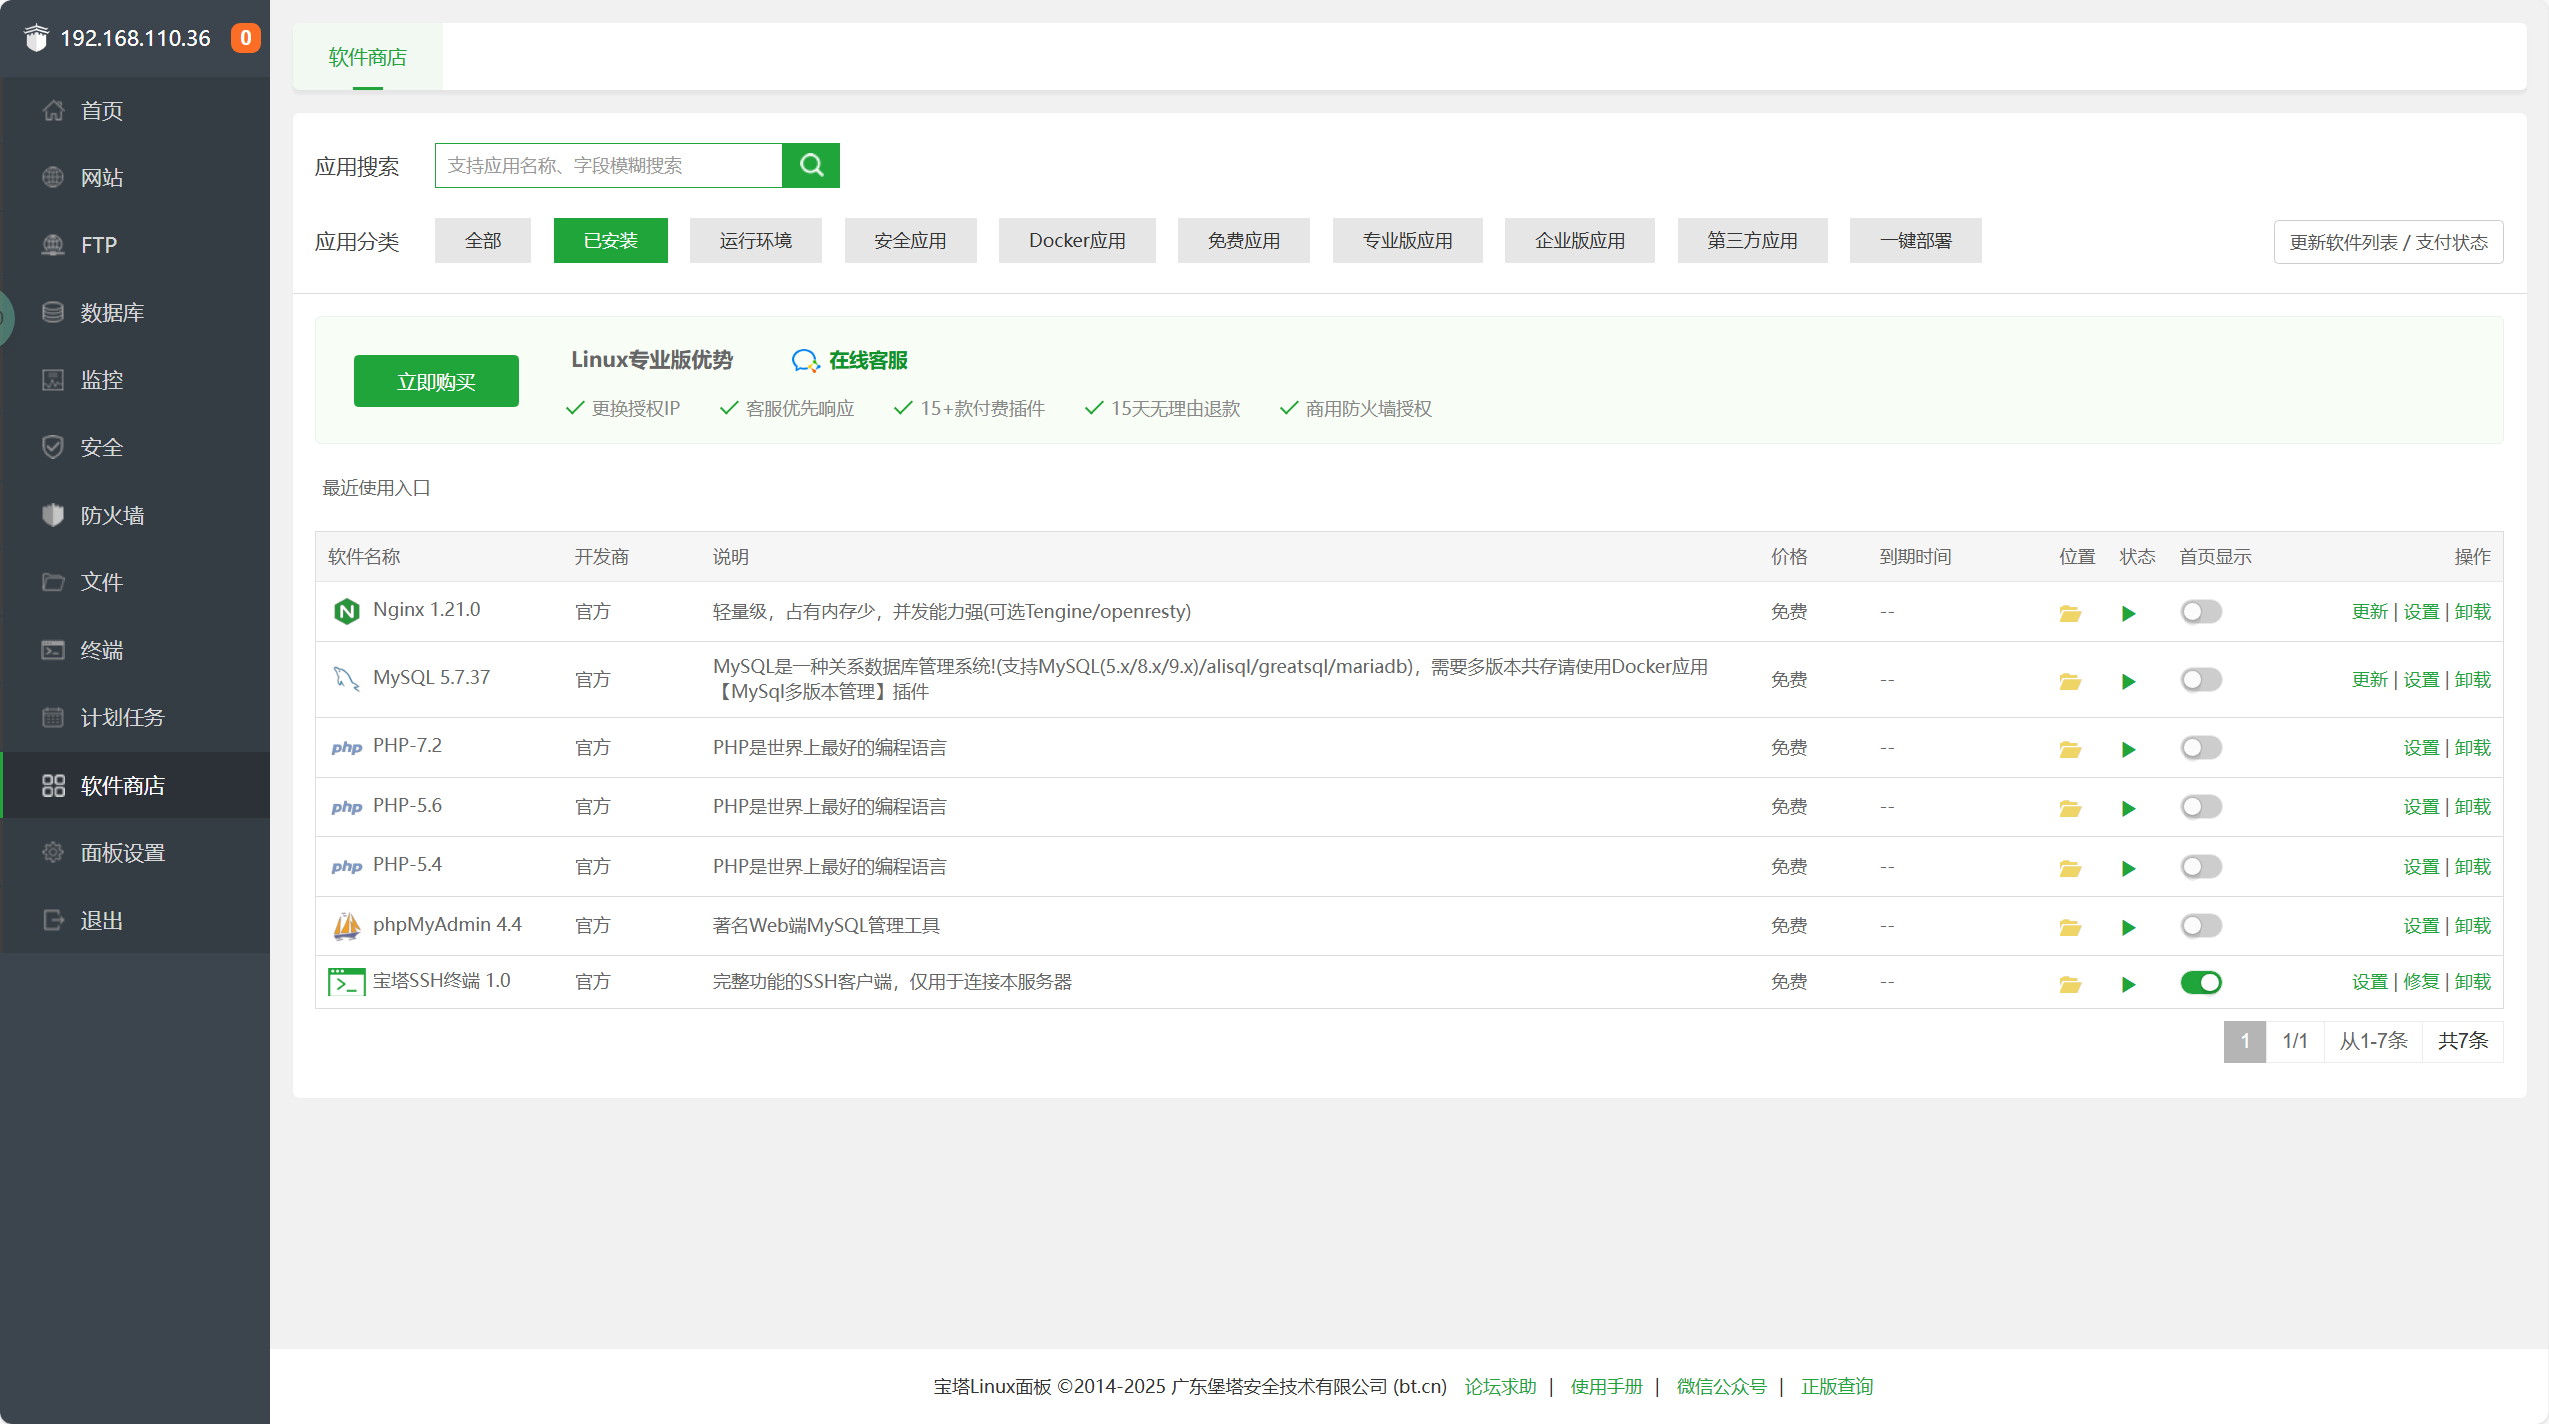 192.168.110.36 0
首页
网站
FTP
数据库
监控
安全
防火墙
文件
终端
计划任务
软件商店
面板设置
退出
软件商店
应用搜索 支持应用名称、字段模糊搜索
应用分类 全部 已安装 运行环境 安全应用 Docker应用 免费应用 专业版应用 企业版应用 第三方应用 一键部署 更新软件列表 / 支付状态
立即购买 Linux专业版优势 在线客服
更换授权IP 客服优先响应 15+款付费插件 15天无理由退款 商用防火墙授权
最近使用入口
软件名称 开发商 说明 价格 到期时间 位置 状态 首页显示 操作
Nginx 1.21.0 官方 轻量级，占有内存少，并发能力强(可选Tengine/openresty) 免费 -- 更新 | 设置 | 卸载
MySQL 5.7.37 官方 MySQL是一种关系数据库管理系统!(支持MySQL(5.x/8.x/9.x)/alisql/greatsql/mariadb)，需要多版本共存请使用Docker应用 免费 -- 更新 | 设置 | 卸载
【MySql多版本管理】插件
php PHP-7.2 官方 PHP是世界上最好的编程语言 免费 -- 设置 | 卸载
php PHP-5.6 官方 PHP是世界上最好的编程语言 免费 -- 设置 | 卸载
php PHP-5.4 官方 PHP是世界上最好的编程语言 免费 -- 设置 | 卸载
phpMyAdmin 4.4 官方 著名Web端MySQL管理工具 免费 -- 设置 | 卸载
宝塔SSH终端 1.0 官方 完整功能的SSH客户端，仅用于连接本服务器 免费 -- 设置 | 修复 | 卸载
1 1/1 从1-7条 共7条
宝塔Linux面板 ©2014-2025 广东堡塔安全技术有限公司 (bt.cn) 论坛求助 | 使用手册 | 微信公众号 | 正版查询